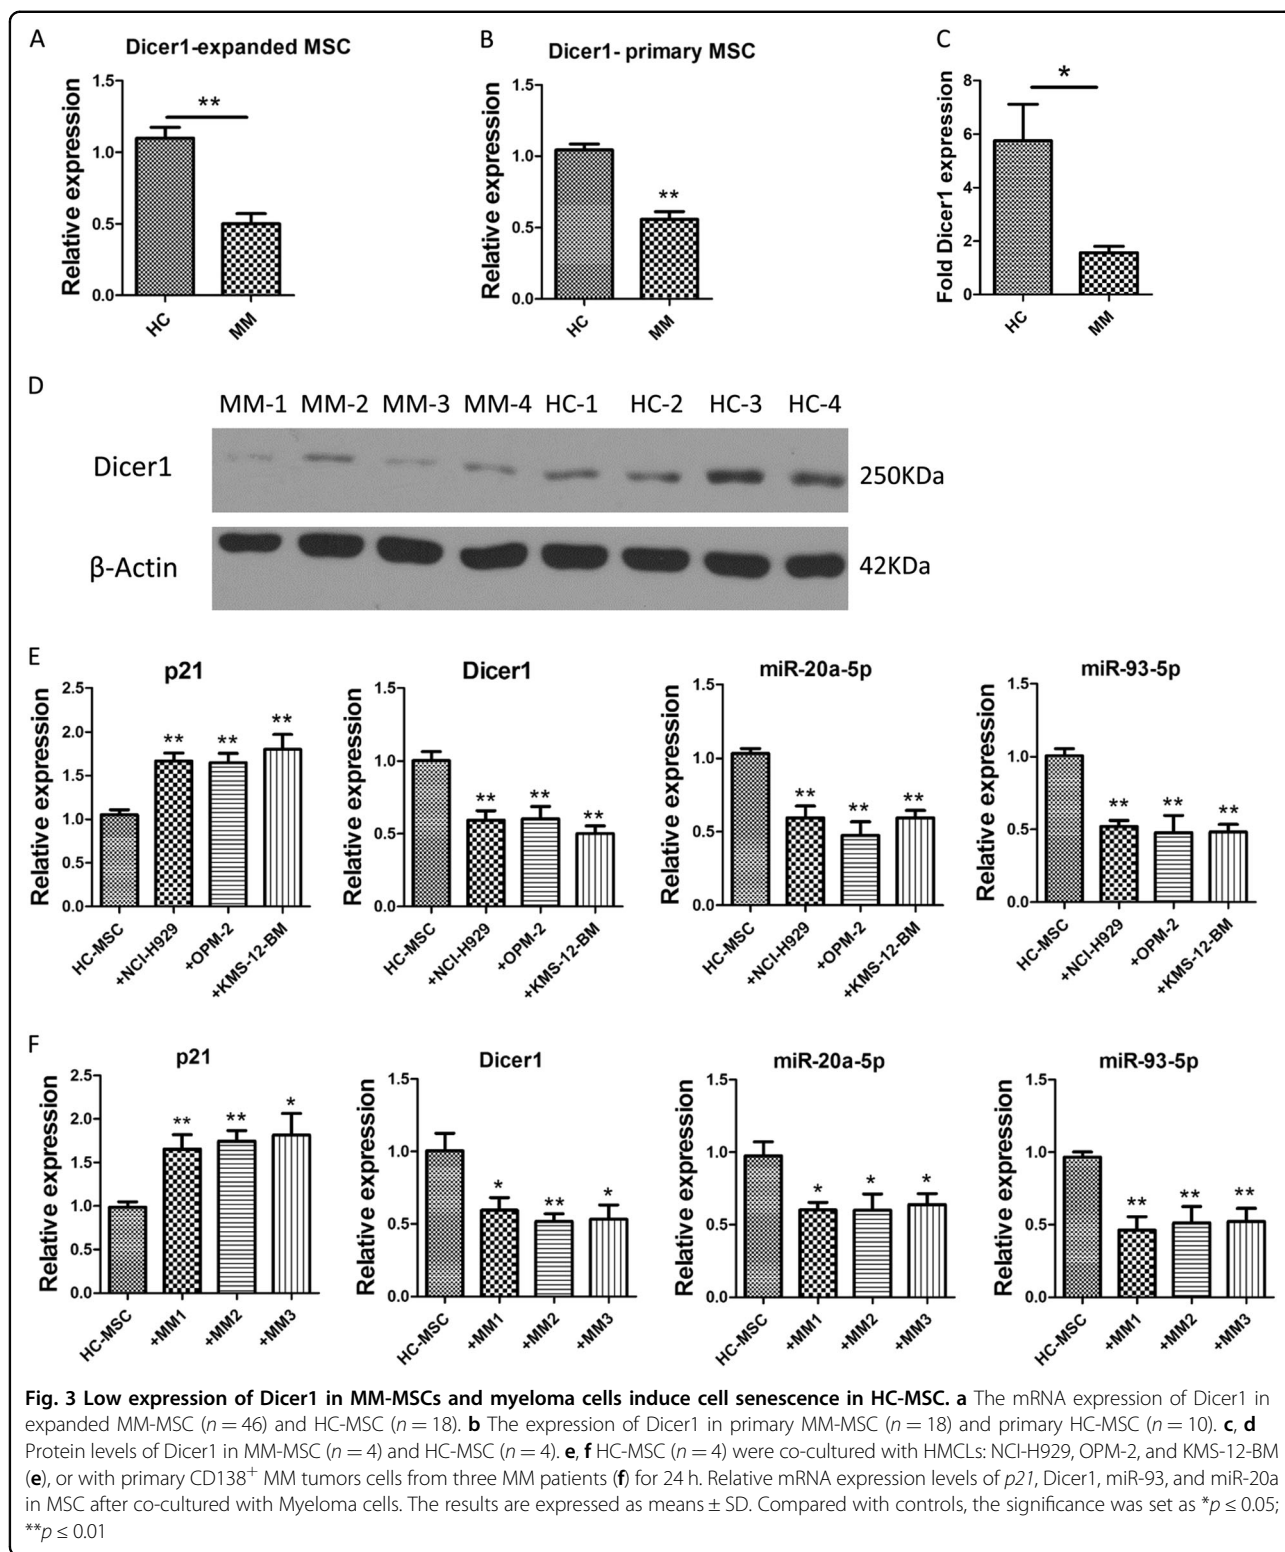 A
Dicer1-expanded MSC
Relative expression
1.5
1.0
0.5
0.0
**
HC
MM
B
Dicer1- primary MSC
Relative expression
1.5
1.0
0.5
0.0
**
HC
MM
C
Fold Dicer1 expression
8
6
4
2
0
*
HC
MM
D
MM-1 MM-2 MM-3 MM-4 HC-1 HC-2 HC-3 HC-4
Dicer1
250KDa
β-Actin
42KDa
E
p21
Relative expression
2.5
2.0
1.5
1.0
0.5
0.0
** ** **
HC-MSC
+NCI-H929
+OPM-2
+KMS-12-BM
Dicer1
Relative expression
1.5
1.0
0.5
0.0
** ** **
HC-MSC
+NCI-H929
+OPM-2
+KMS-12-BM
miR-20a-5p
Relative expression
1.5
1.0
0.5
0.0
** ** **
HC-MSC
+NCI-H929
+OPM-2
+KMS-12-BM
miR-93-5p
Relative expression
1.5
1.0
0.5
0.0
** ** **
HC-MSC
+NCI-H929
+OPM-2
+KMS-12-BM
F
p21
Relative expression
2.5
2.0
1.5
1.0
0.5
0.0
** ** *
HC-MSC
+MM1
+MM2
+MM3
Dicer1
Relative expression
1.5
1.0
0.5
0.0
* ** *
HC-MSC
+MM1
+MM2
+MM3
miR-20a-5p
Relative expression
1.5
1.0
0.5
0.0
* * *
HC-MSC
+MM1
+MM2
+MM3
miR-93-5p
Relative expression
1.5
1.0
0.5
0.0
** ** **
HC-MSC
+MM1
+MM2
+MM3
Fig. 3 Low expression of Dicer1 in MM-MSCs and myeloma cells induce cell senescence in HC-MSC. a The mRNA expression of Dicer1 in
expanded MM-MSC (n = 46) and HC-MSC (n = 18). b The expression of Dicer1 in primary MM-MSC (n = 18) and primary HC-MSC (n = 10). c, d
Protein levels of Dicer1 in MM-MSC (n = 4) and HC-MSC (n = 4). e, f HC-MSC (n = 4) were co-cultured with HMCLs: NCI-H929, OPM-2, and KMS-12-BM
(e), or with primary CD138⁺ MM tumors cells from three MM patients (f) for 24 h. Relative mRNA expression levels of p21, Dicer1, miR-93, and miR-20a
in MSC after co-cultured with Myeloma cells. The results are expressed as means ± SD. Compared with controls, the significance was set as *p ≤ 0.05;
**p ≤ 0.01